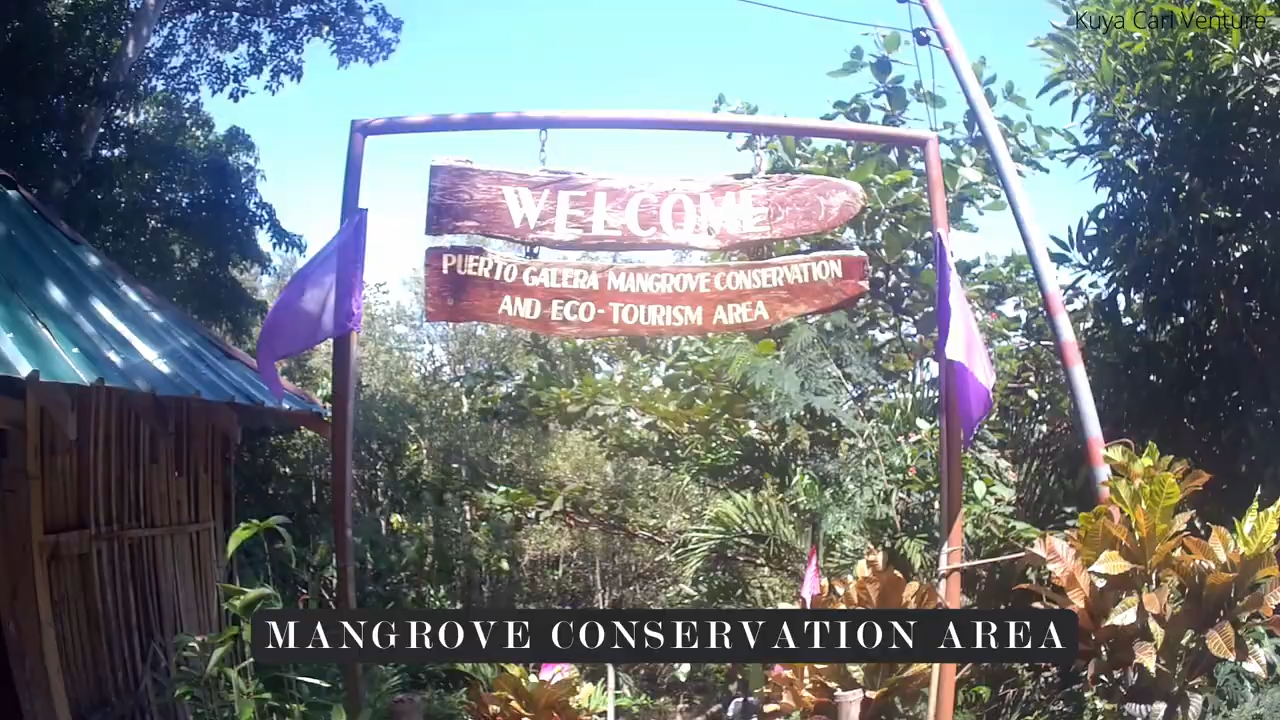 Kuya Carl Venture
WELCOME
PUERTO GALERA MANGROVE CONSERVATION
AND ECO-TOURISM AREA
MANGROVE CONSERVATION AREA